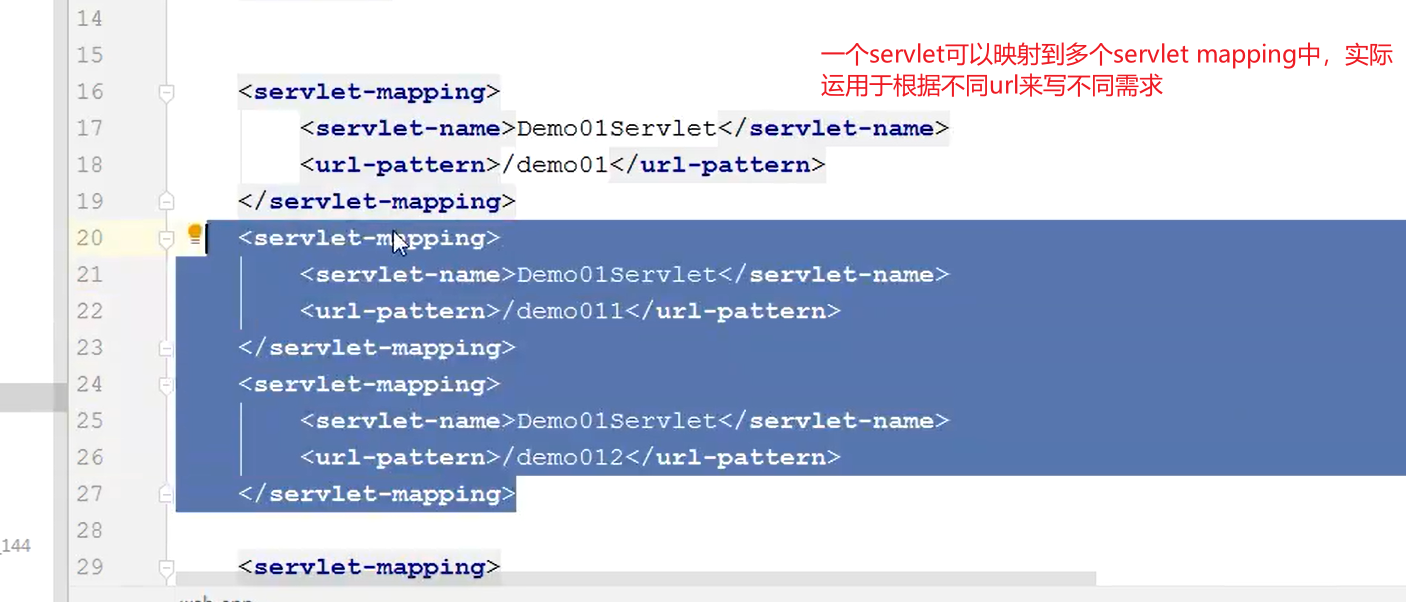 14
15
一个servlet可以映射到多个servlet mapping中，实际
运用于根据不同url来写不同需求
16 <servlet-mapping>
17 <servlet-name>Demo01Servlet</servlet-name>
18 <url-pattern>/demo01</url-pattern>
19 </servlet-mapping>
20 <servlet-mapping>
21 <servlet-name>Demo01Servlet</servlet-name>
22 <url-pattern>/demo011</url-pattern>
23 </servlet-mapping>
24 <servlet-mapping>
25 <servlet-name>Demo01Servlet</servlet-name>
26 <url-pattern>/demo012</url-pattern>
27 </servlet-mapping>
28
_144
29 <servlet-mapping>